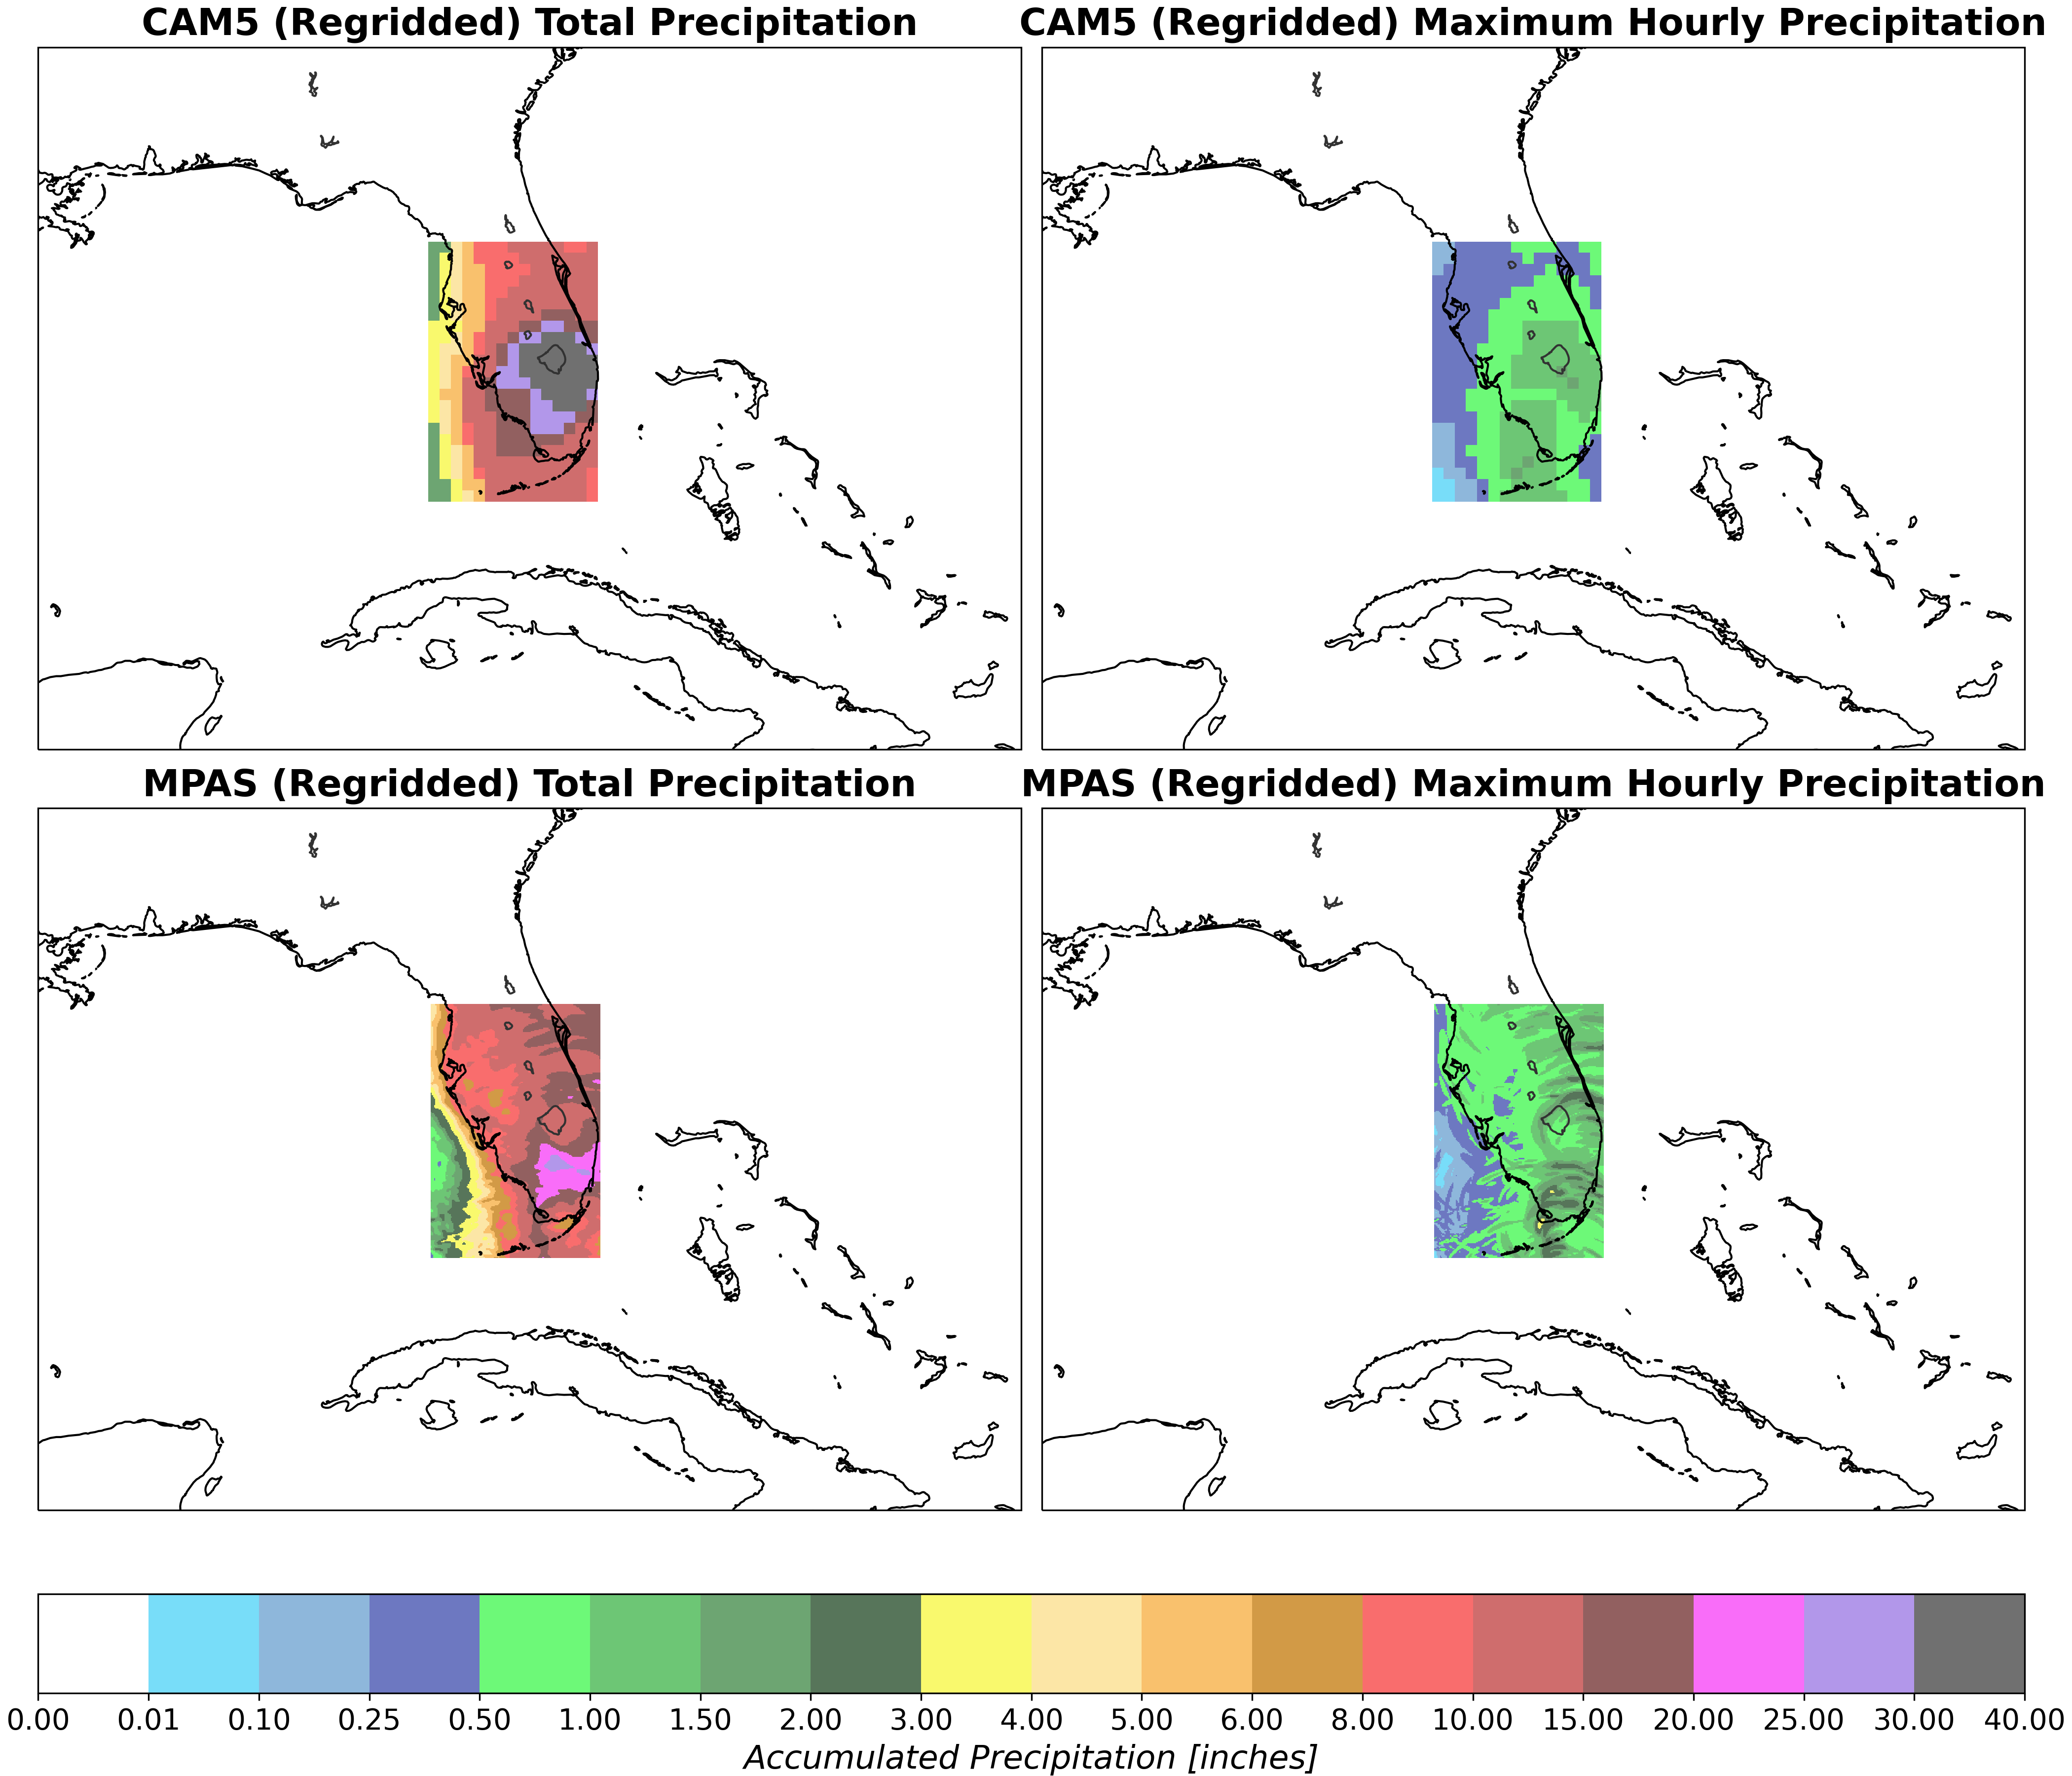 CAM5 (Regridded) Total Precipitation
CAM5 (Regridded) Maximum Hourly Precipitation
MPAS (Regridded) Total Precipitation
MPAS (Regridded) Maximum Hourly Precipitation
0.00 0.01 0.10 0.25 0.50 1.00 1.50 2.00 3.00 4.00 5.00 6.00 8.00 10.00 15.00 20.00 25.00 30.00 40.00
Accumulated Precipitation [inches]